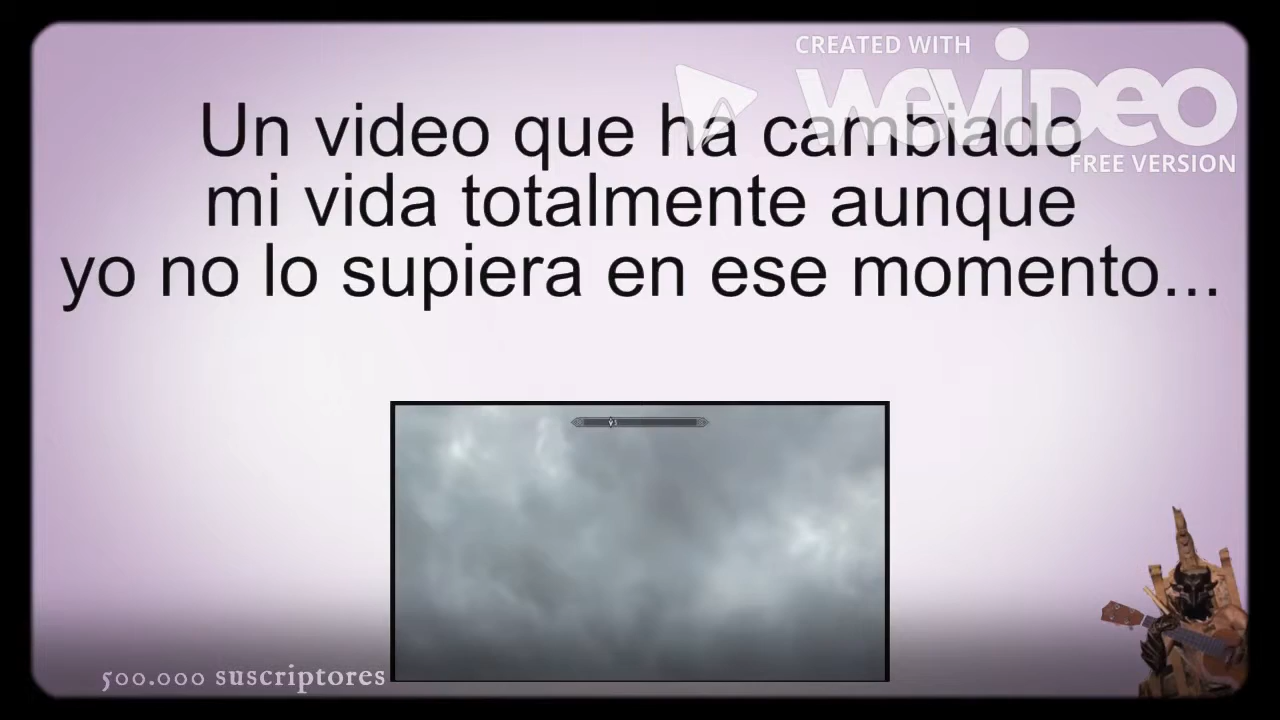 CREATED WITH
WeVideo
FREE VERSION
Un video que ha cambiado
mi vida totalmente aunque
yo no lo supiera en ese momento...
500.000 suscriptores